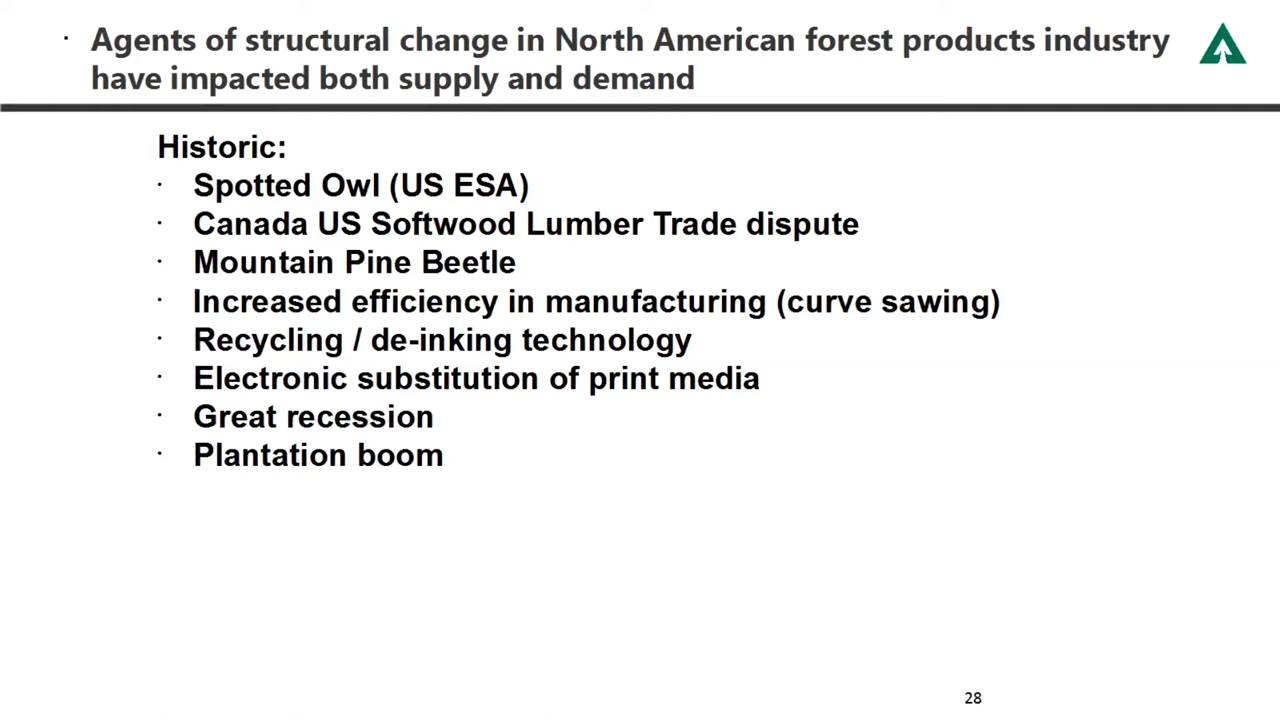 · Agents of structural change in North American forest products industry
have impacted both supply and demand
Historic:
· Spotted Owl (US ESA)
· Canada US Softwood Lumber Trade dispute
· Mountain Pine Beetle
· Increased efficiency in manufacturing (curve sawing)
· Recycling / de-inking technology
· Electronic substitution of print media
· Great recession
· Plantation boom
28